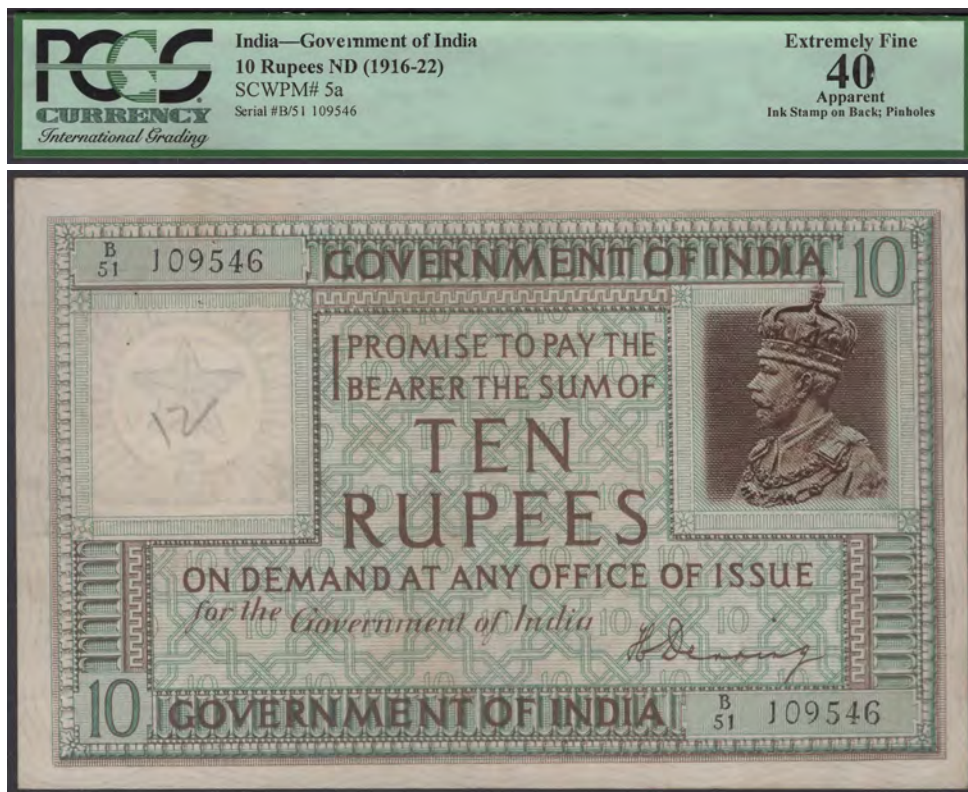 PCGS
CURRENCY
International Grading
India—Government of India
10 Rupees ND (1916-22)
SCWPM# 5a
Serial #B/51 109546
Extremely Fine
40
Apparent
Ink Stamp on Back; Pinholes
B
51 109546
GOVERNMENT OF INDIA
10
I PROMISE TO PAY THE
BEARER THE SUM OF
TEN
RUPEES
ON DEMAND AT ANY OFFICE OF ISSUE
for the Government of India
H Denning
10
GOVERNMENT OF INDIA
B
51 109546